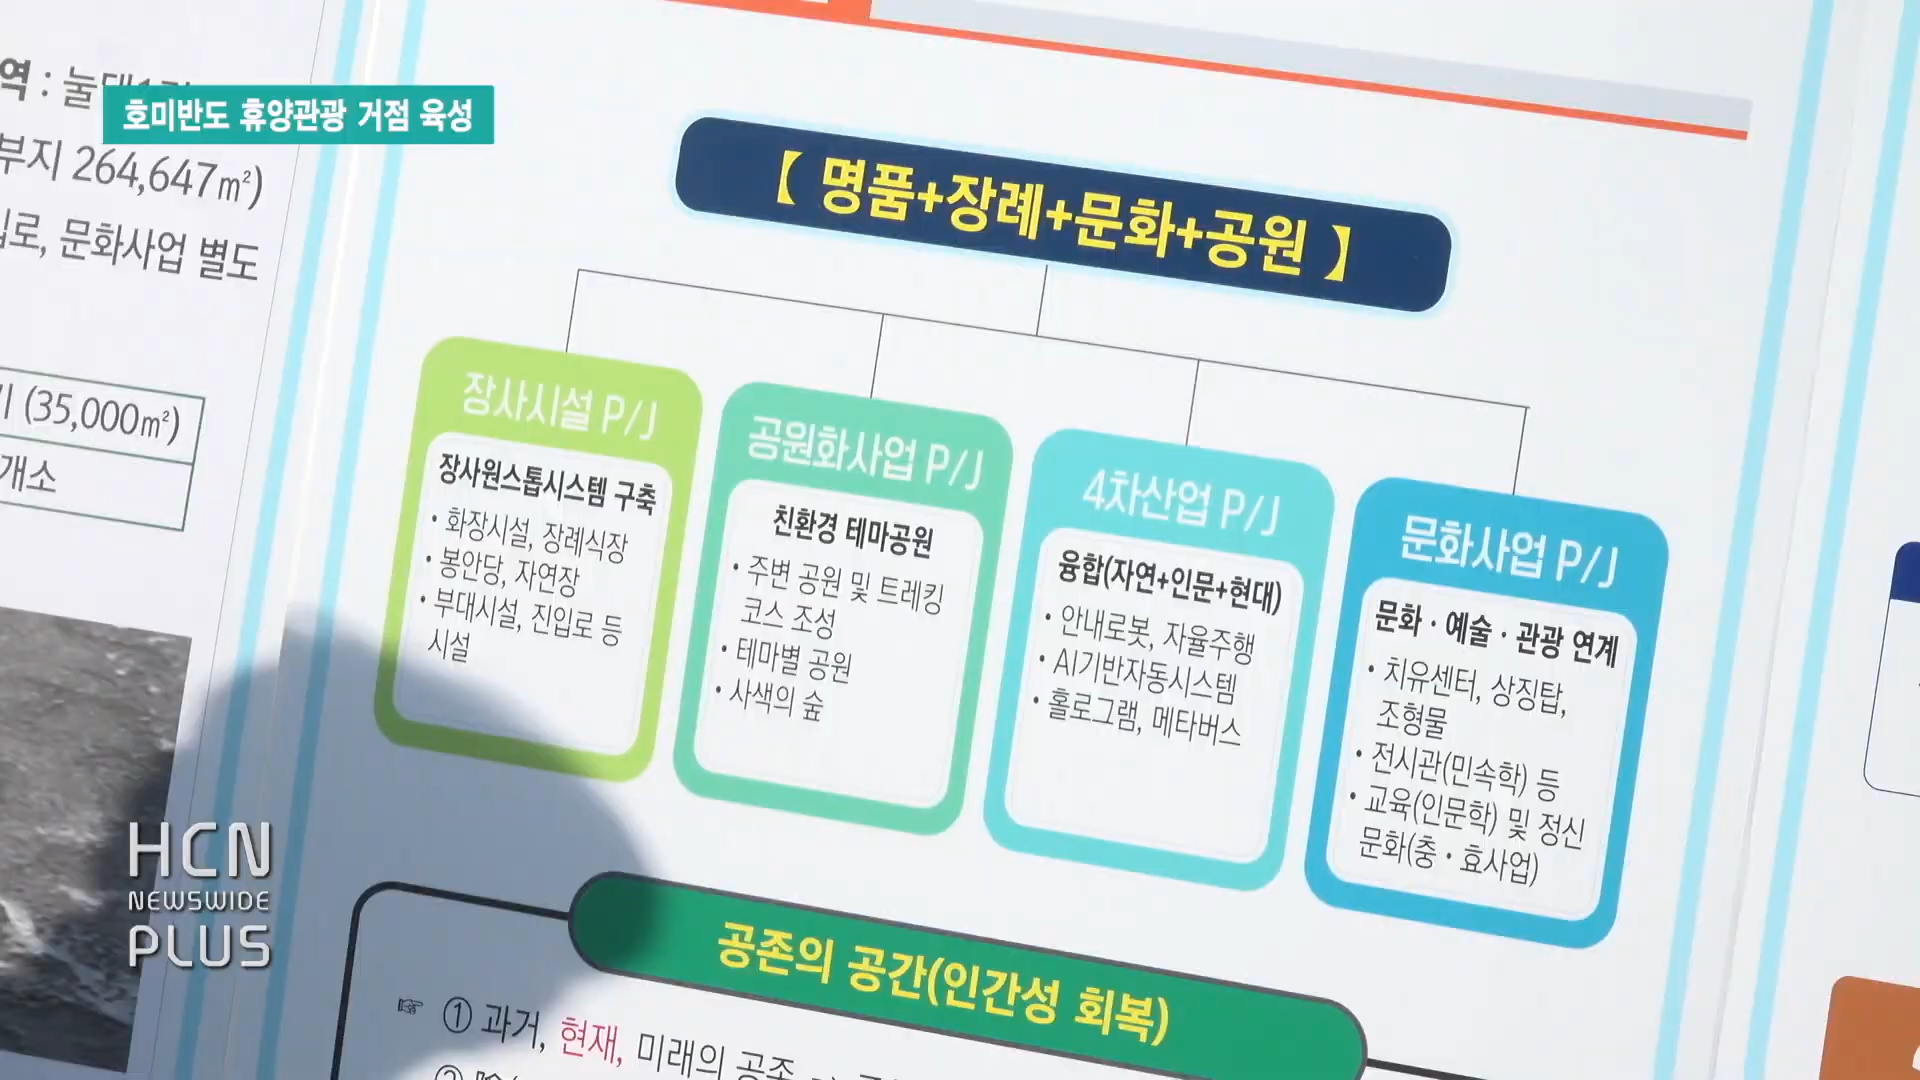 호미반도 휴양관광 거점 육성
역 : 눌태1리
부지 264,647㎡)
입로, 문화사업 별도
(35,000㎡)
개소
【 명품+장례+문화+공원 】
장사시설 P/J
장사원스톱시스템 구축
• 화장시설, 장례식장
• 봉안당, 자연장
• 부대시설, 진입로 등
시설
공원화사업 P/J
친환경 테마공원
• 주변 공원 및 트레킹
코스 조성
• 테마별 공원
• 사색의 숲
4차산업 P/J
융합(자연+인문+현대)
• 안내로봇, 자율주행
• AI기반자동시스템
• 홀로그램, 메타버스
문화사업 P/J
문화 · 예술 · 관광 연계
• 치유센터, 상징탑,
조형물
• 전시관(민속학) 등
• 교육(인문학) 및 정신
문화(충 · 효사업)
공존의 공간(인간성 회복)
☞ ① 과거, 현재, 미래의 공존
HCN
NEWSWIDE
PLUS